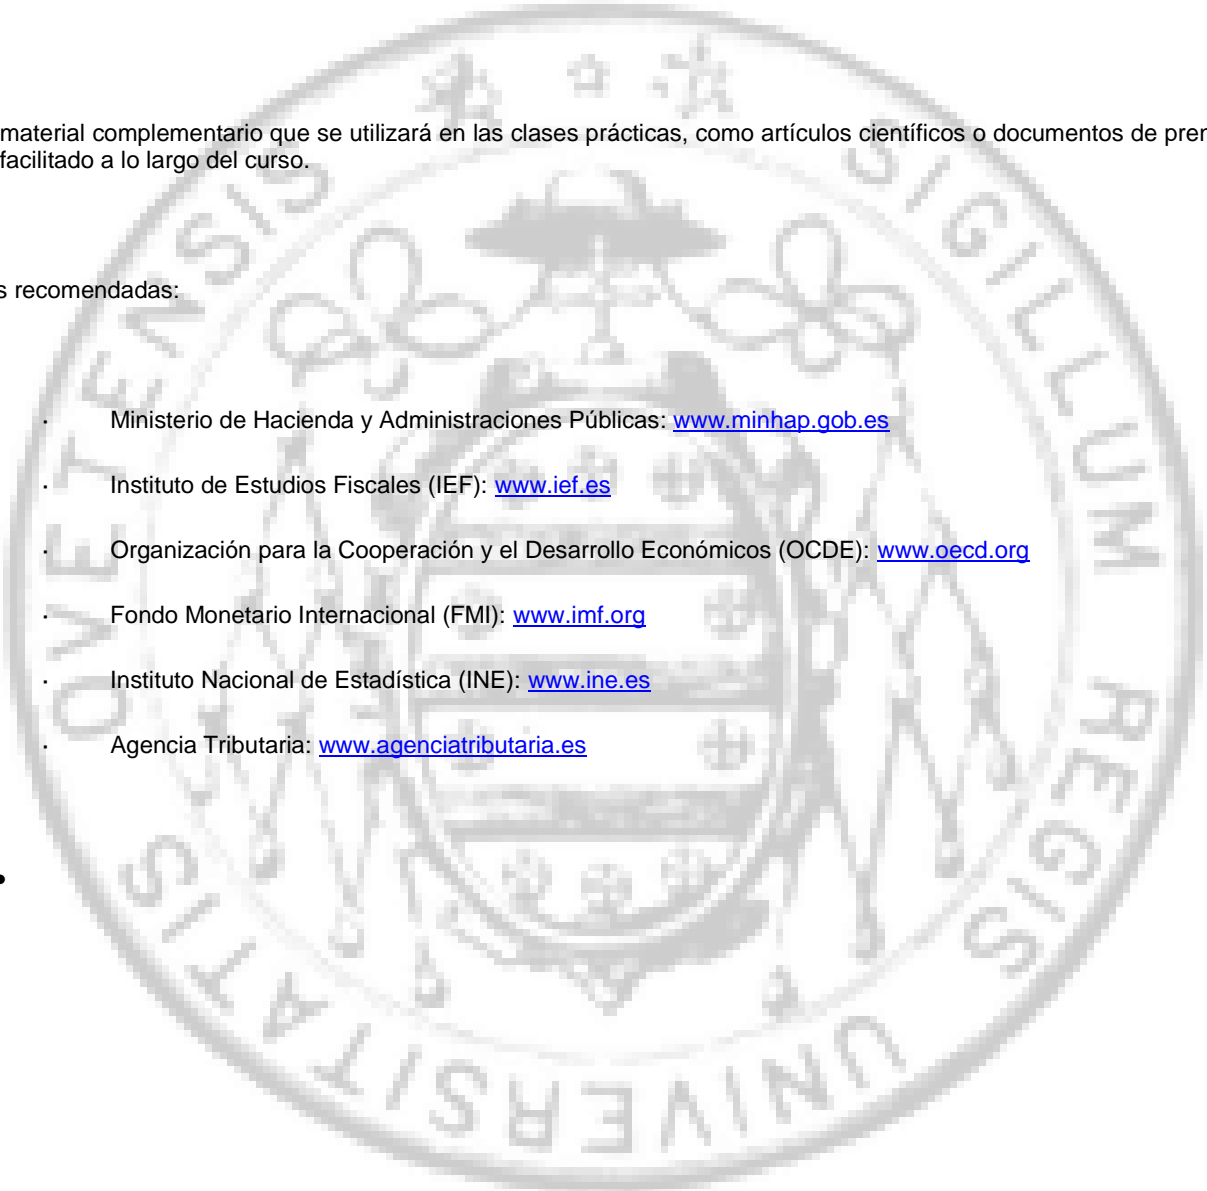 material complementario que se utilizará en las clases prácticas, como artículos científicos o documentos de
facilitado a lo largo del curso.
recomendadas:
· Ministerio de Hacienda y Administraciones Públicas: www.minhap.gob.es
· Instituto de Estudios Fiscales (IEF): www.ief.es
· Organización para la Cooperación y el Desarrollo Económicos (OCDE): www.oecd.org
· Fondo Monetario Internacional (FMI): www.imf.org
· Instituto Nacional de Estadística (INE): www.ine.es
· Agencia Tributaria: www.agenciatributaria.es
•
SIGILLUM REGIS UNIVERSITATIS OVETENSIS